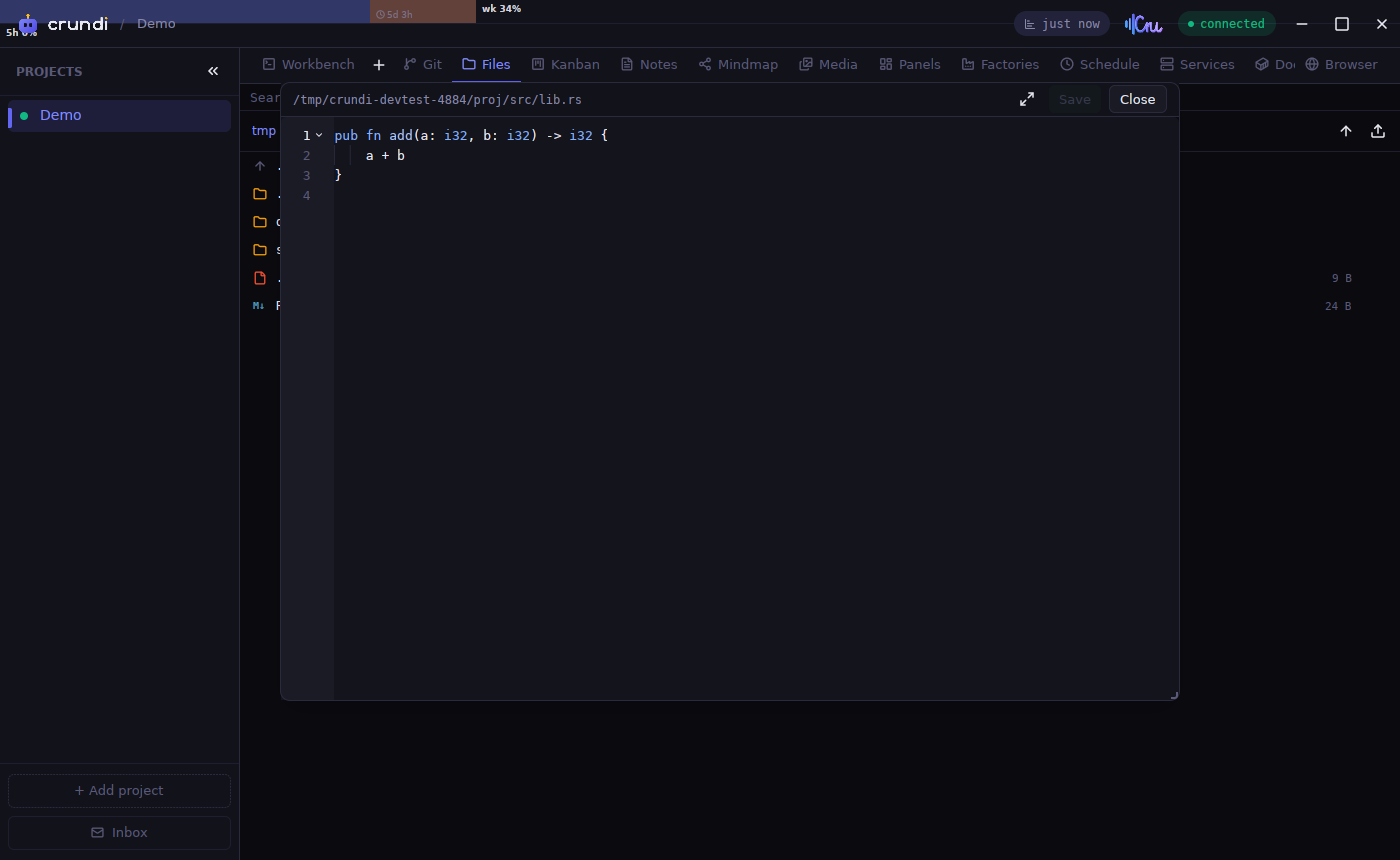 5d 3h
wk 34%
crundi / Demo
just now
Cru
connected
PROJECTS
Workbench
Git
Files
Kanban
Notes
Mindmap
Media
Panels
Factories
Schedule
Services
Browser
Demo
/tmp/crundi-devtest-4884/proj/src/lib.rs
Save
Close
tmp
1 pub fn add(a: i32, b: i32) -> i32 {
2 a + b
3 }
4
9 B
M↓
24 B
+ Add project
Inbox